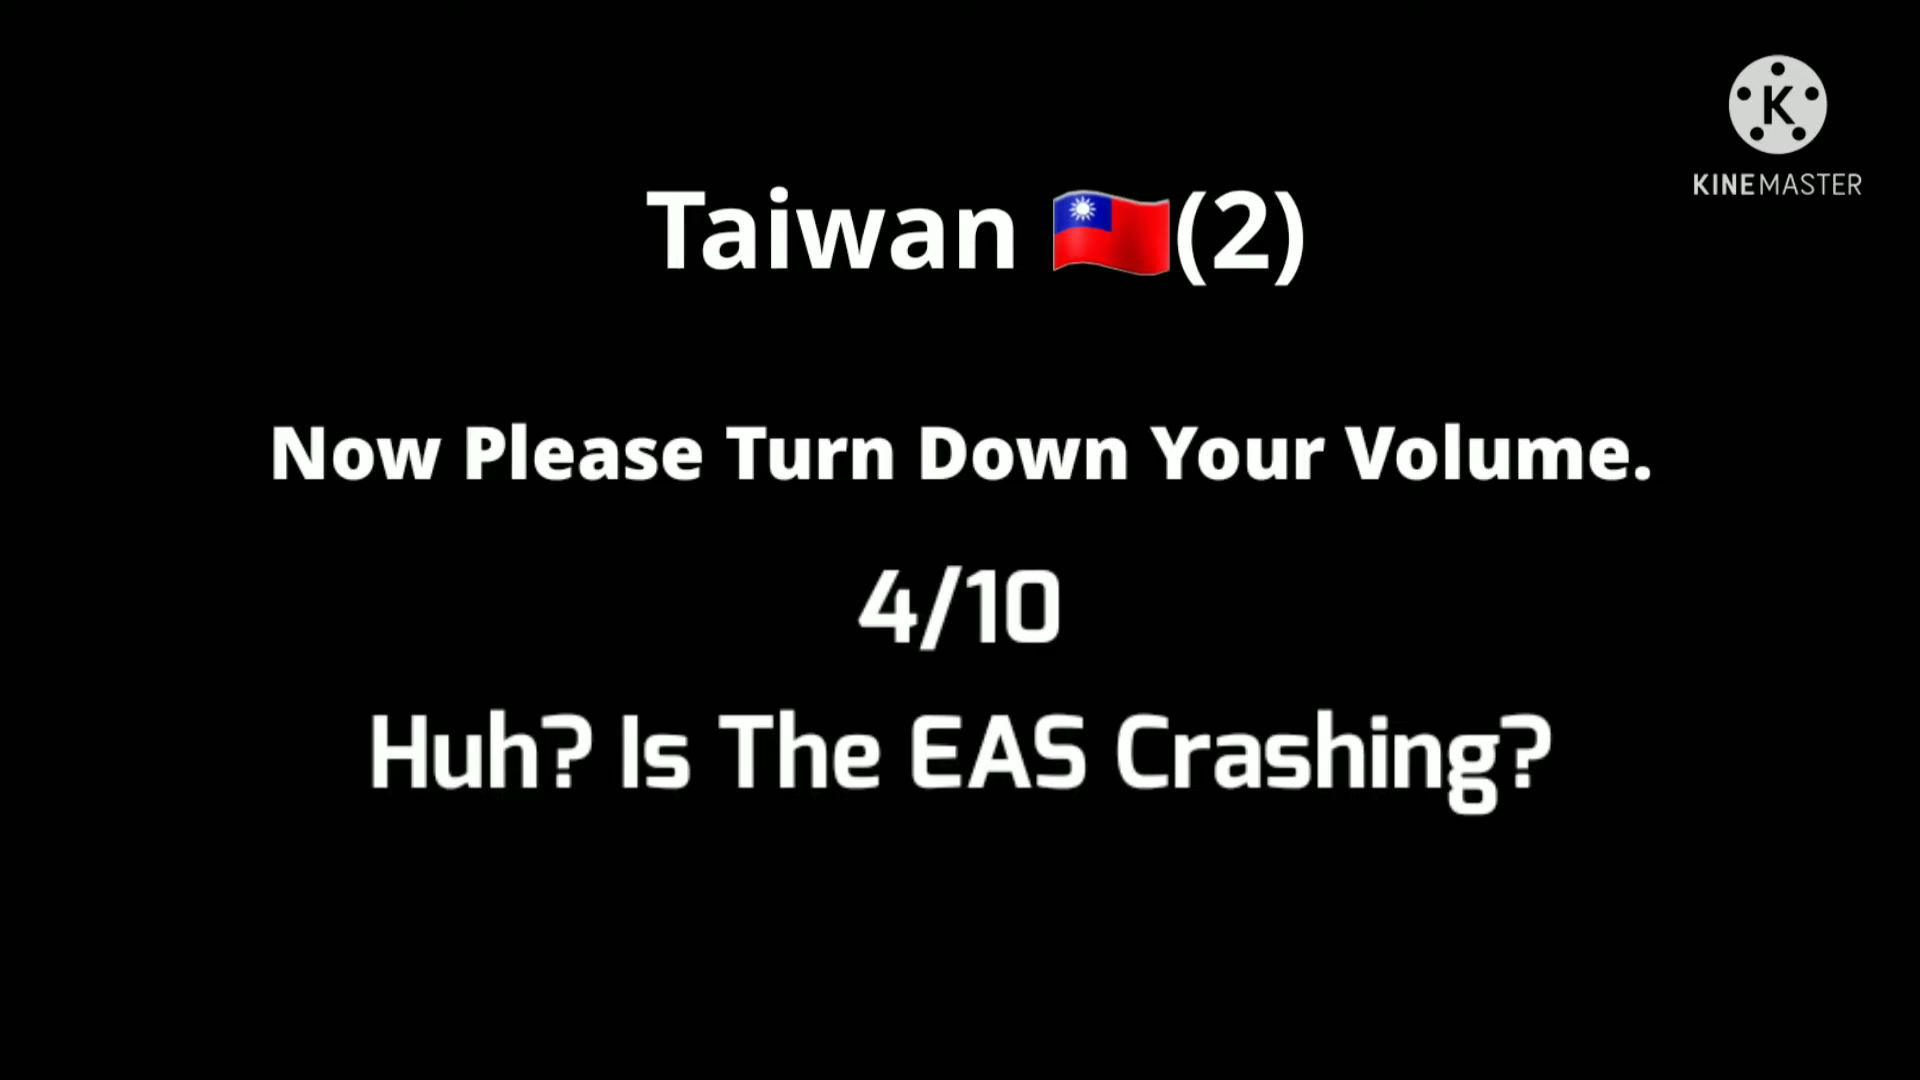 KINEMASTER
Taiwan 🇹🇼(2)
Now Please Turn Down Your Volume.
4/10
Huh? Is The EAS Crashing?